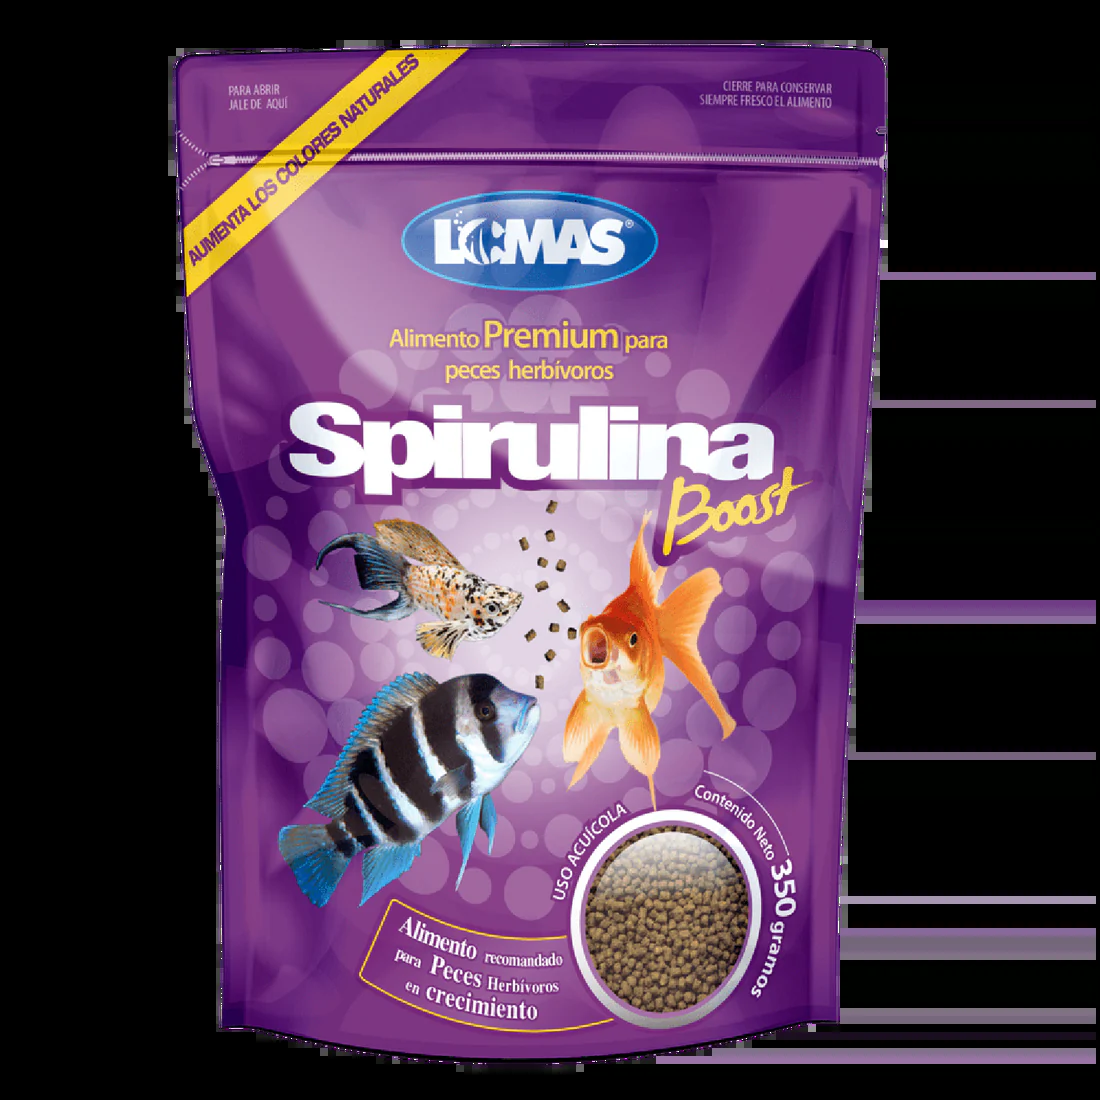 PARA ABRIR
JALE DE AQUÍ
CIERRE PARA CONSERVAR
SIEMPRE FRESCO EL ALIMENTO
AUMENTA LOS COLORES NATURALES
LOMAS®
Alimento Premium para
peces herbívoros
Spirulina
Boost
USO ACUÍCOLA
Contenido Neto 350 gramos
Alimento recomandado
para Peces Herbívoros
en crecimiento